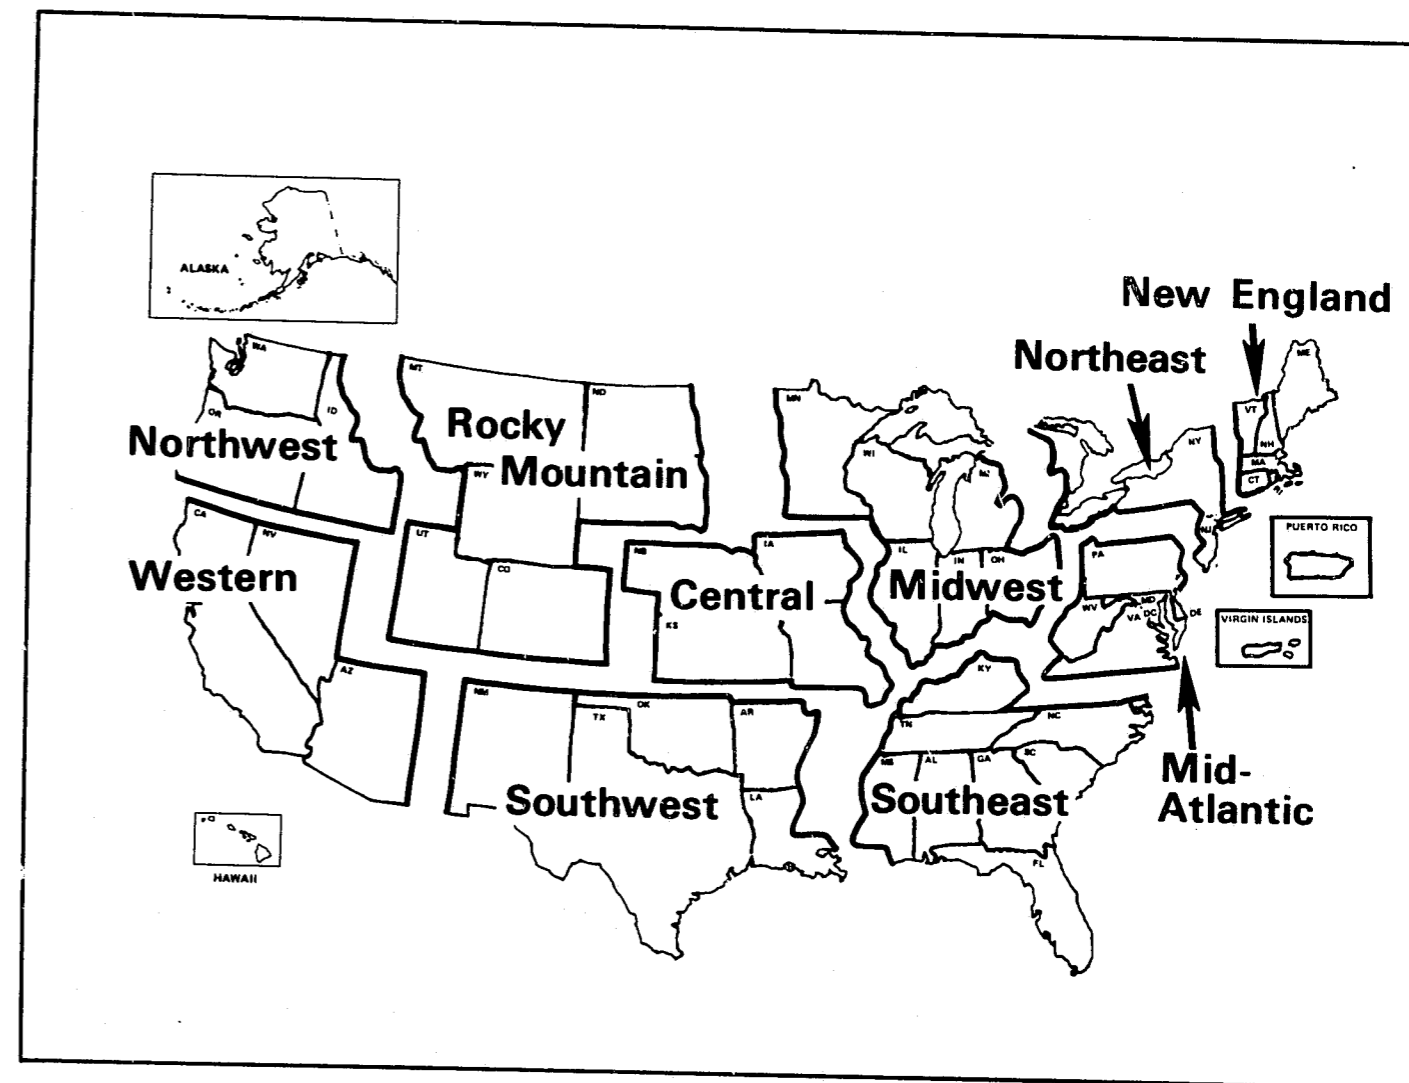 ALASKA
New England
Northeast
WA
OR
ID
Northwest
MT
ND
Rocky
Mountain
WY
MN
WI
MI
NY
VT
ME
NH
MA
CT
RI
CA
NV
Western
UT
CO
NB
IA
Central
KS
IL
IN
OH
Midwest
PA
NJ
WV
MD
VA
DC
DE
PUERTO RICO
VIRGIN ISLANDS
AZ
NM
TX
OK
AR
LA
Southwest
KY
TN
NC
MS
AL
GA
SC
Southeast
FL
Mid-
Atlantic
HAWAII